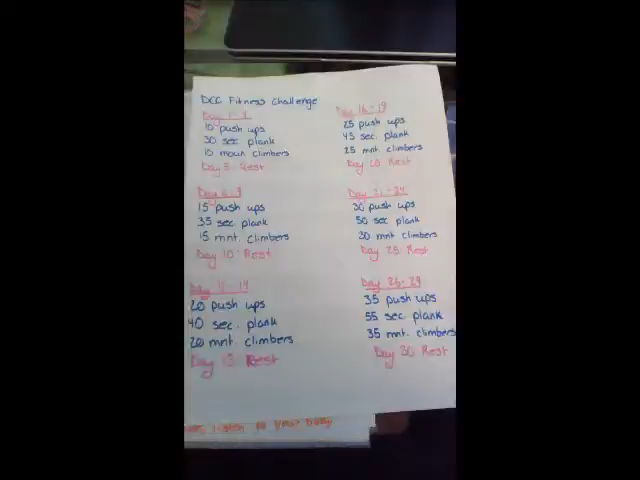 DCC Fitness Challenge
Day 1-4
10 push ups
30 sec plank
10 moun. climbers
Day 5: Rest
Day 6-9
15 push ups
35 sec plank
15 mnt. climbers
Day 10: Rest
Day 11-14
20 push ups
40 sec. plank
20 mnt. climbers
Day 15: Rest
Day 16-19
25 push ups
45 sec. plank
25 mnt. climbers
Day 20: Rest
Day 21-24
30 push ups
50 sec. plank
30 mnt. climbers
Day 25: Rest
Day 26-29
35 push ups
55 sec. plank
35 mnt. climbers
Day 30: Rest
listen to your body